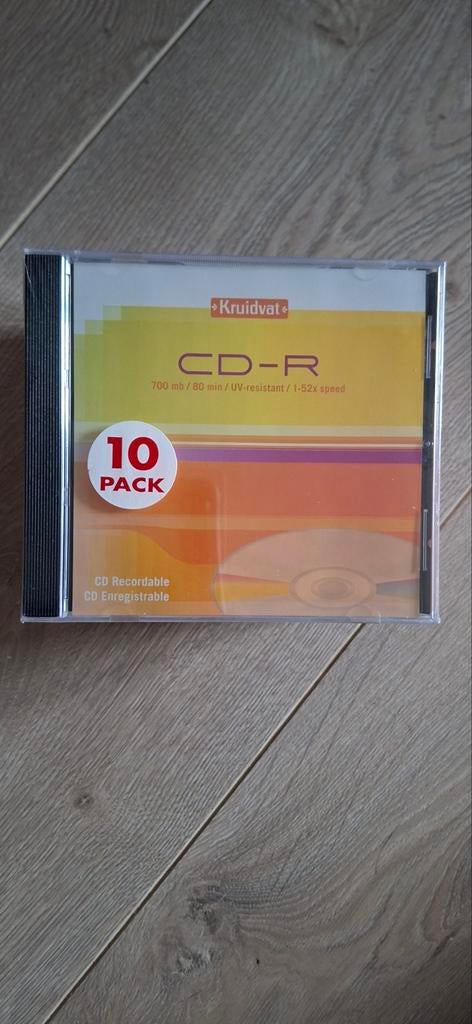 Kruidvat
CD-R
700 mb / 80 min / UV-resistant / 1-52x speed
10
PACK
CD Recordable
CD Enregistrable